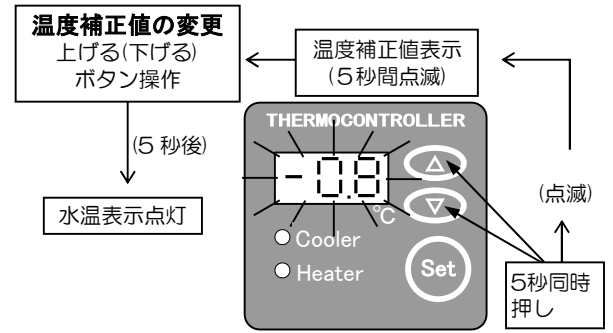 温度補正値の変更
上げる(下げる)
ボタン操作
温度補正値表示
(5秒間点滅)
(5 秒後)
水温表示点灯
THERMOCONTROLLER
-0.8
℃
Cooler
Heater
Set
(点滅)
5秒同時
押し